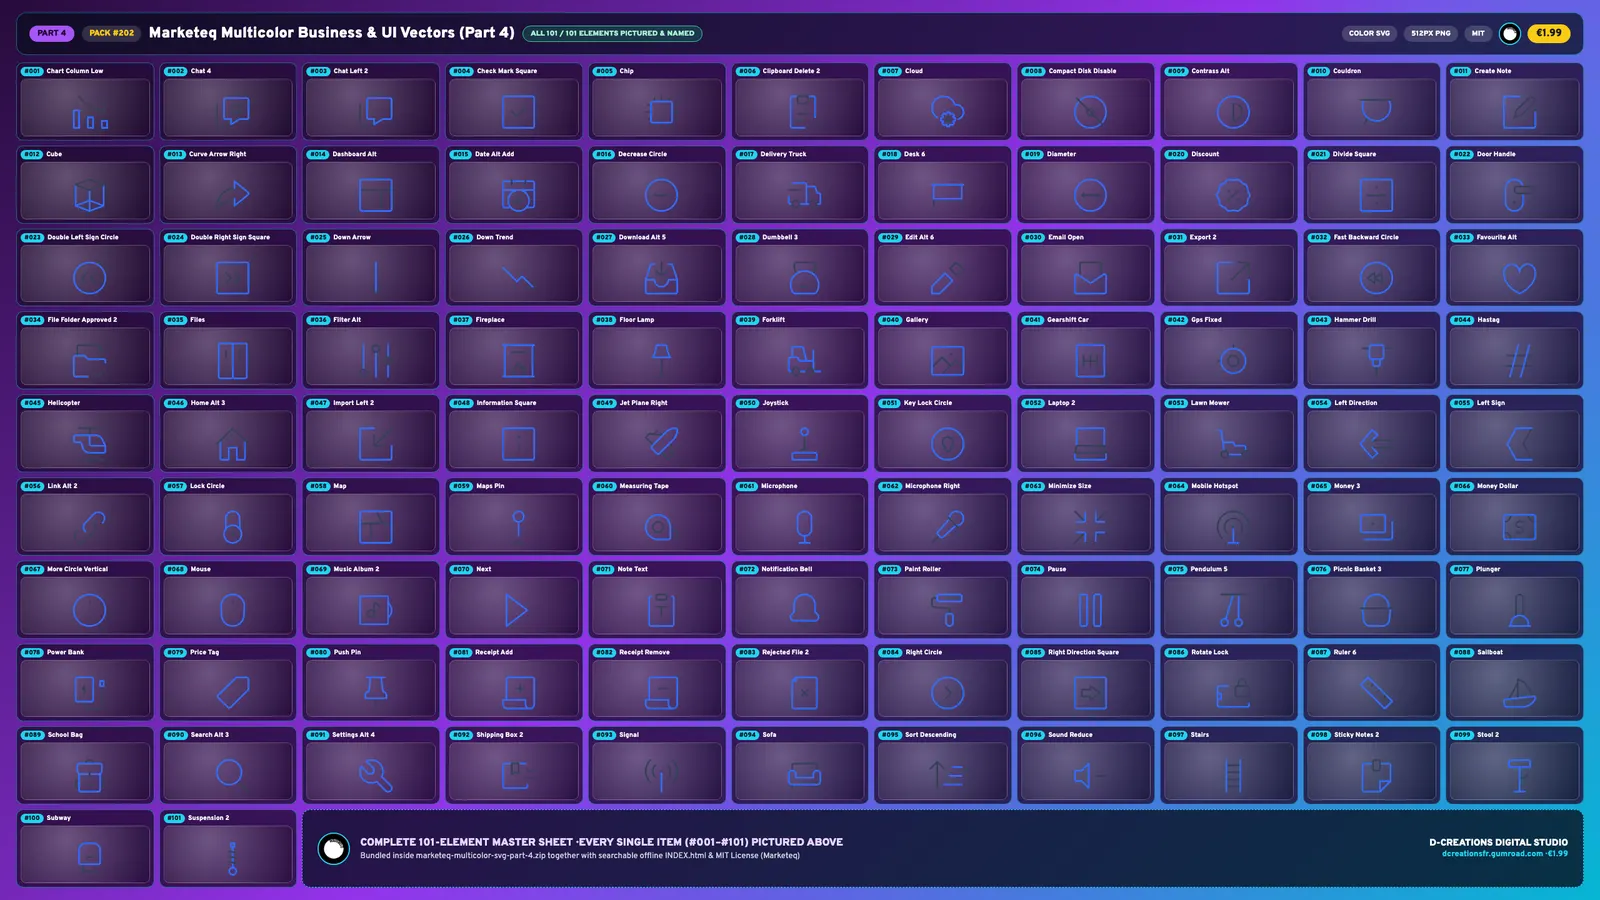 PART 4 PACK #202 Marketeq Multicolor Business & UI Vectors (Part 4) ALL 101 / 101 ELEMENTS PICTURED & NAMED COLOR SVG 512PX PNG MIT €1.99
#001 Chart Column Low #002 Chat 4 #003 Chat Left 2 #004 Check Mark Square #005 Chip #006 Clipboard Delete 2 #007 Cloud #008 Compact Disk Disable #009 Contrass Alt #010 Couldron #011 Create Note
#012 Cube #013 Curve Arrow Right #014 Dashboard Alt #015 Date Alt Add #016 Decrease Circle #017 Delivery Truck #018 Desk 6 #019 Diameter #020 Discount #021 Divide Square #022 Door Handle
#023 Double Left Sign Circle #024 Double Right Sign Square #025 Down Arrow #026 Down Trend #027 Download Alt 5 #028 Dumbbell 3 #029 Edit Alt 6 #030 Email Open #031 Export 2 #032 Fast Backward Circle #033 Favourite Alt
#034 File Folder Approved 2 #035 Files #036 Filter Alt #037 Fireplace #038 Floor Lamp #039 Forklift #040 Gallery #041 Gearshift Car #042 Gps Fixed #043 Hammer Drill #044 Hastag
#045 Helicopter #046 Home Alt 3 #047 Import Left 2 #048 Information Square #049 Jet Plane Right #050 Joystick #051 Key Lock Circle #052 Laptop 2 #053 Lawn Mower #054 Left Direction #055 Left Sign
#056 Link Alt 2 #057 Lock Circle #058 Map #059 Maps Pin #060 Measuring Tape #061 Microphone #062 Microphone Right #063 Minimize Size #064 Mobile Hotspot #065 Money 3 #066 Money Dollar
#067 More Circle Vertical #068 Mouse #069 Music Album 2 #070 Next #071 Note Text #072 Notification Bell #073 Paint Roller #074 Pause #075 Pendulum 5 #076 Picnic Basket 3 #077 Plunger
#078 Power Bank #079 Price Tag #080 Push Pin #081 Receipt Add #082 Receipt Remove #083 Rejected File 2 #084 Right Circle #085 Right Direction Square #086 Rotate Lock #087 Ruler 6 #088 Sailboat
#089 School Bag #090 Search Alt 3 #091 Settings Alt 4 #092 Shipping Box 2 #093 Signal #094 Sofa #095 Sort Descending #096 Sound Reduce #097 Stairs #098 Sticky Notes 2 #099 Stool 2
#100 Subway #101 Suspension 2
COMPLETE 101-ELEMENT MASTER SHEET · EVERY SINGLE ITEM (#001-#101) PICTURED ABOVE
Bundled inside marketeq-multicolor-svg-part-4.zip together with searchable offline INDEX.html & MIT License (Marketeq)
D-CREATIONS DIGITAL STUDIO
dcreationsfr.gumroad.com · €1.99